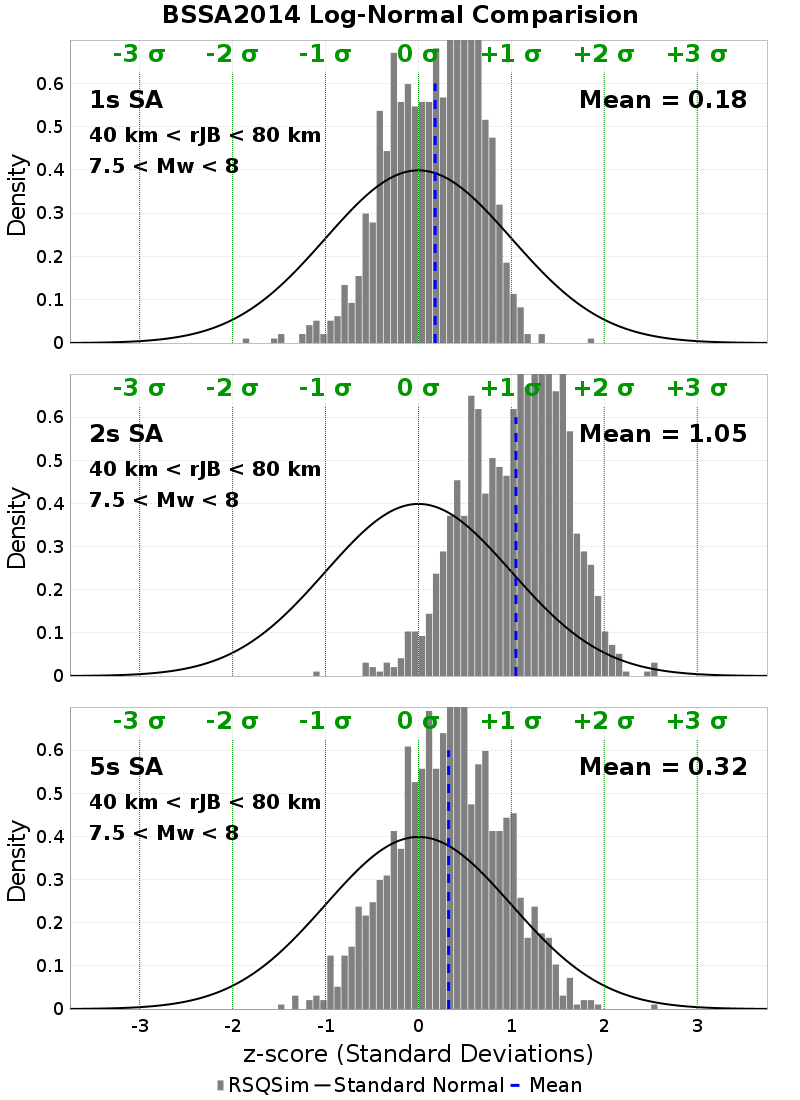 BSSA2014 Log-Normal Comparision
-3 σ -2 σ -1 σ 0 σ +1 σ +2 σ +3 σ
1s SA Mean = 0.18
40 km < rJB < 80 km
7.5 < Mw < 8
0.6
0.5
0.4
0.3
0.2
0.1
0
Density
-3 σ -2 σ -1 σ 0 σ +1 σ +2 σ +3 σ
2s SA Mean = 1.05
40 km < rJB < 80 km
7.5 < Mw < 8
0.6
0.5
0.4
0.3
0.2
0.1
0
Density
-3 σ -2 σ -1 σ 0 σ +1 σ +2 σ +3 σ
5s SA Mean = 0.32
40 km < rJB < 80 km
7.5 < Mw < 8
0.6
0.5
0.4
0.3
0.2
0.1
0
Density
-3 -2 -1 0 1 2 3
z-score (Standard Deviations)
RSQSim Standard Normal Mean